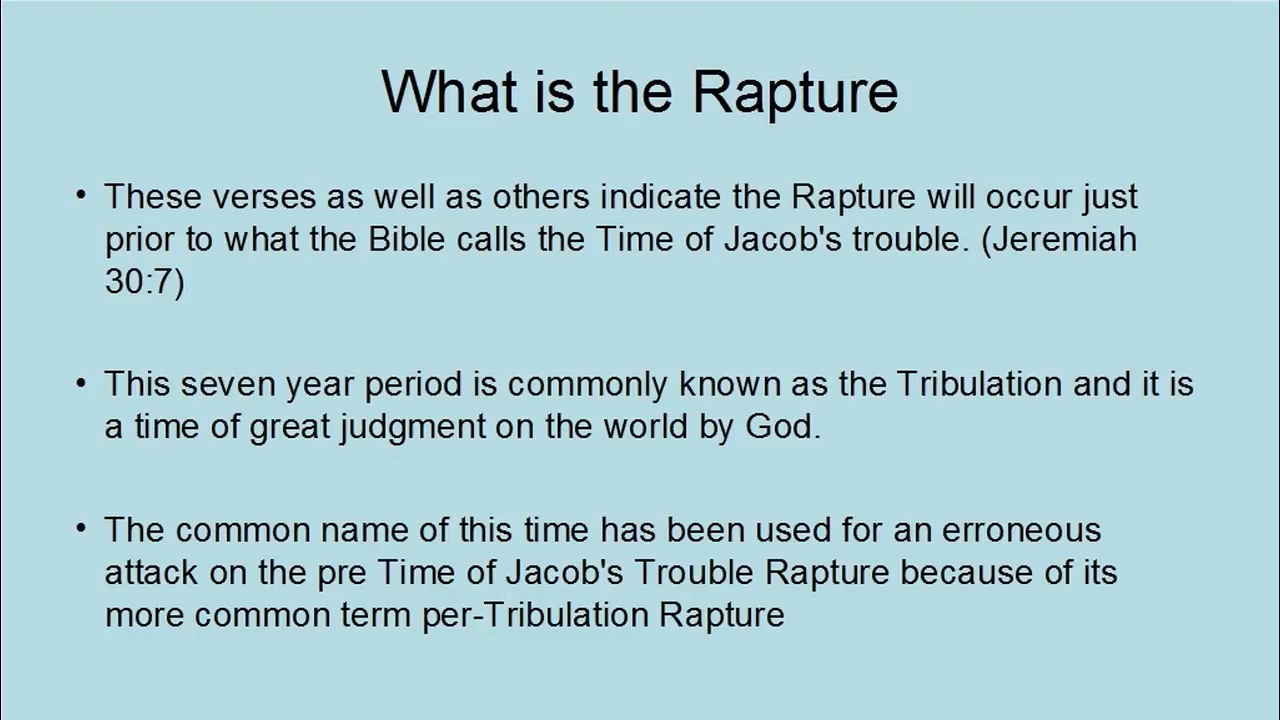 What is the Rapture
• These verses as well as others indicate the Rapture will occur just
prior to what the Bible calls the Time of Jacob's trouble. (Jeremiah
30:7)
• This seven year period is commonly known as the Tribulation and it is
a time of great judgment on the world by God.
• The common name of this time has been used for an erroneous
attack on the pre Time of Jacob's Trouble Rapture because of its
more common term per-Tribulation Rapture